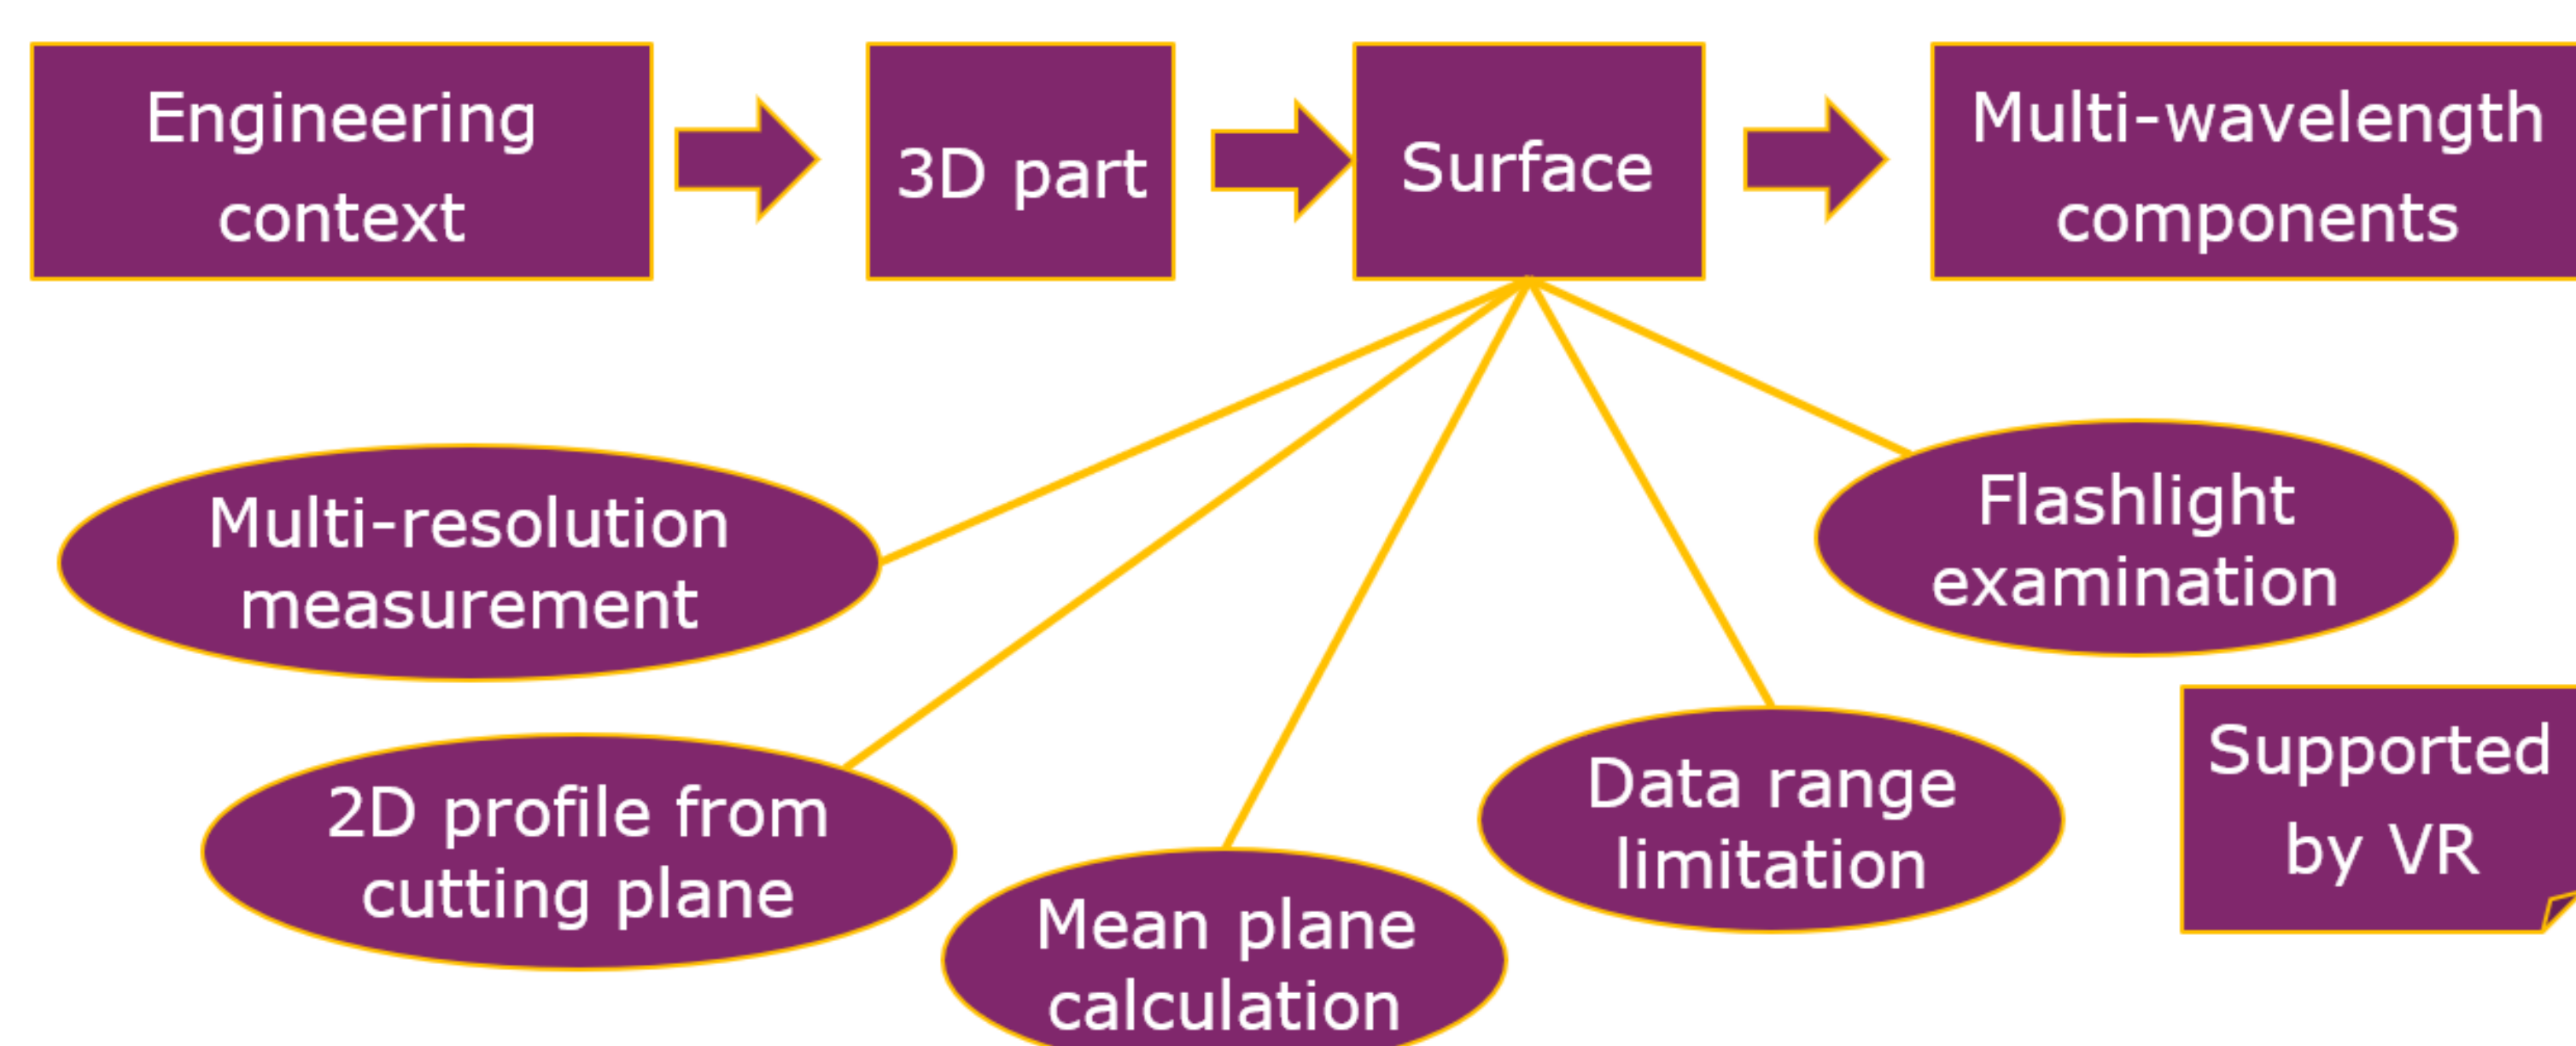 Engineering
context
3D part
Surface
Multi-wavelength
components
Multi-resolution
measurement
Flashlight
examination
2D profile from
cutting plane
Mean plane
calculation
Data range
limitation
Supported
by VR